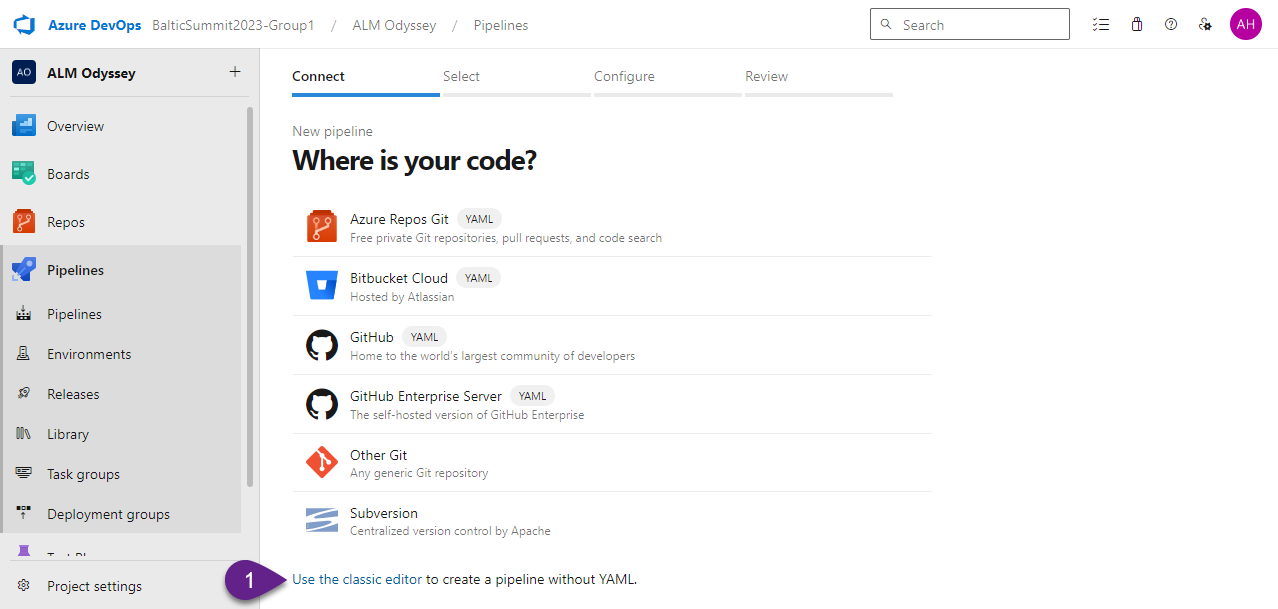 Azure DevOps BalticSummit2023-Group1 / ALM Odyssey / Pipelines Search AH
AO ALM Odyssey +
Overview
Boards
Repos
Pipelines
Pipelines
Environments
Releases
Library
Task groups
Deployment groups
Project settings
Connect Select Configure Review
New pipeline
Where is your code?
Azure Repos Git YAML
Free private Git repositories, pull requests, and code search
Bitbucket Cloud YAML
Hosted by Atlassian
GitHub YAML
Home to the world's largest community of developers
GitHub Enterprise Server YAML
The self-hosted version of GitHub Enterprise
Other Git
Any generic Git repository
Subversion
Centralized version control by Apache
1 Use the classic editor to create a pipeline without YAML.